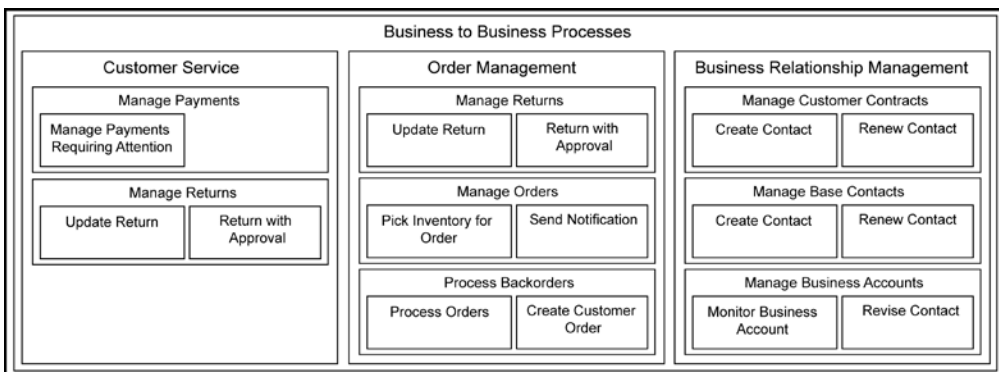 Business to Business Processes
Customer Service
Manage Payments
Manage Payments
Requiring Attention
Manage Returns
Update Return
Return with
Approval
Order Management
Manage Returns
Update Return
Return with
Approval
Manage Orders
Pick Inventory for
Order
Send Notification
Process Backorders
Process Orders
Create Customer
Order
Business Relationship Management
Manage Customer Contracts
Create Contact
Renew Contact
Manage Base Contacts
Create Contact
Renew Contact
Manage Business Accounts
Monitor Business
Account
Revise Contact